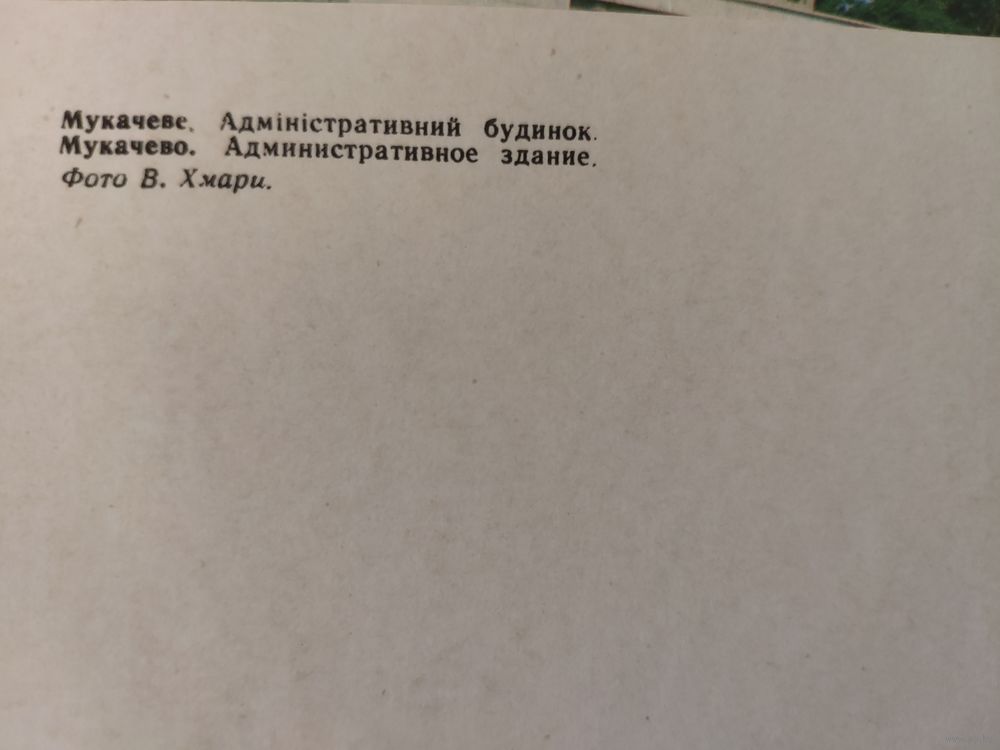 Мукачеве. Адміністративний будинок.
Мукачево. Административное здание.
Фото В. Хмари.